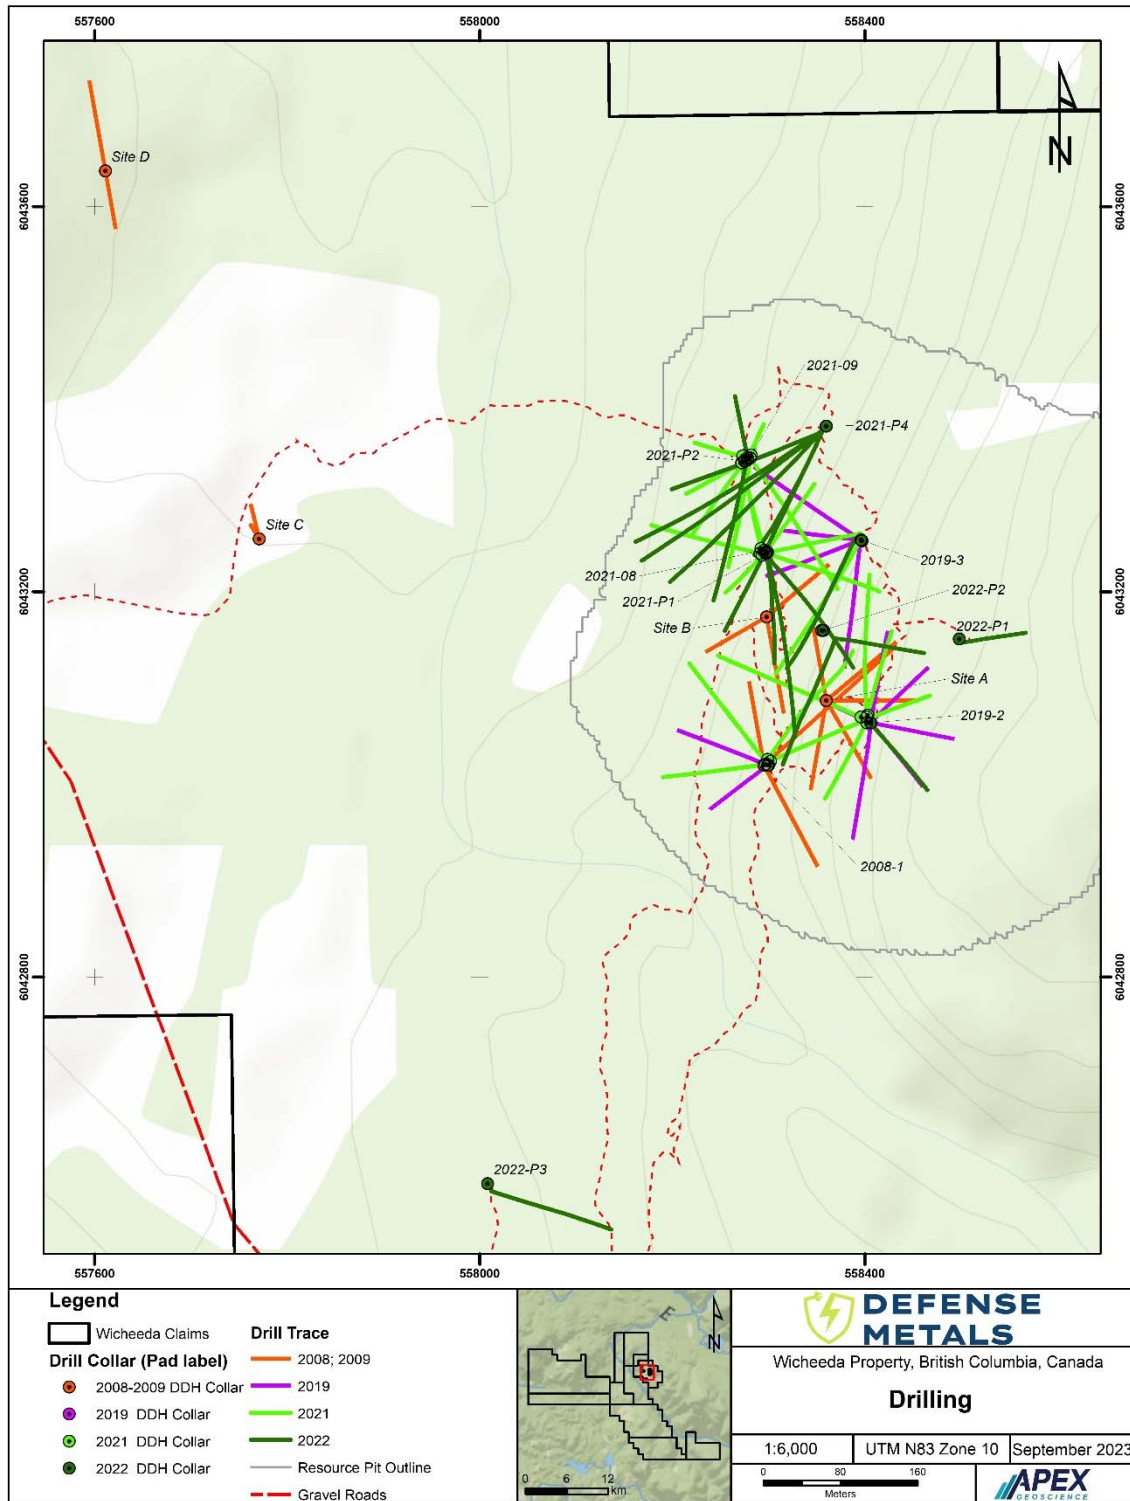 557600
558000
558400
6043600
6043600
Site D
N
2021-09
2021-P4
2021-P2
Site C
2021-08
2019-3
6043200
6043200
2021-P1
2022-P2
Site B
2022-P1
Site A
2019-2
2008-1
6042800
6042800
2022-P3
557600
558000
558400
Legend
Wicheeda Claims
Drill Collar (Pad label)
2008-2009 DDH Collar
2019 DDH Collar
2021 DDH Collar
2022 DDH Collar
Drill Trace
2008; 2009
2019
2021
2022
Resource Pit Outline
Gravel Roads
N
0 6 12
km
DEFENSE
METALS
Wicheeda Property, British Columbia, Canada
Drilling
1:6,000
UTM N83 Zone 10
September 2023
0 80 160
Meters
APEX
GEOSCIENCE